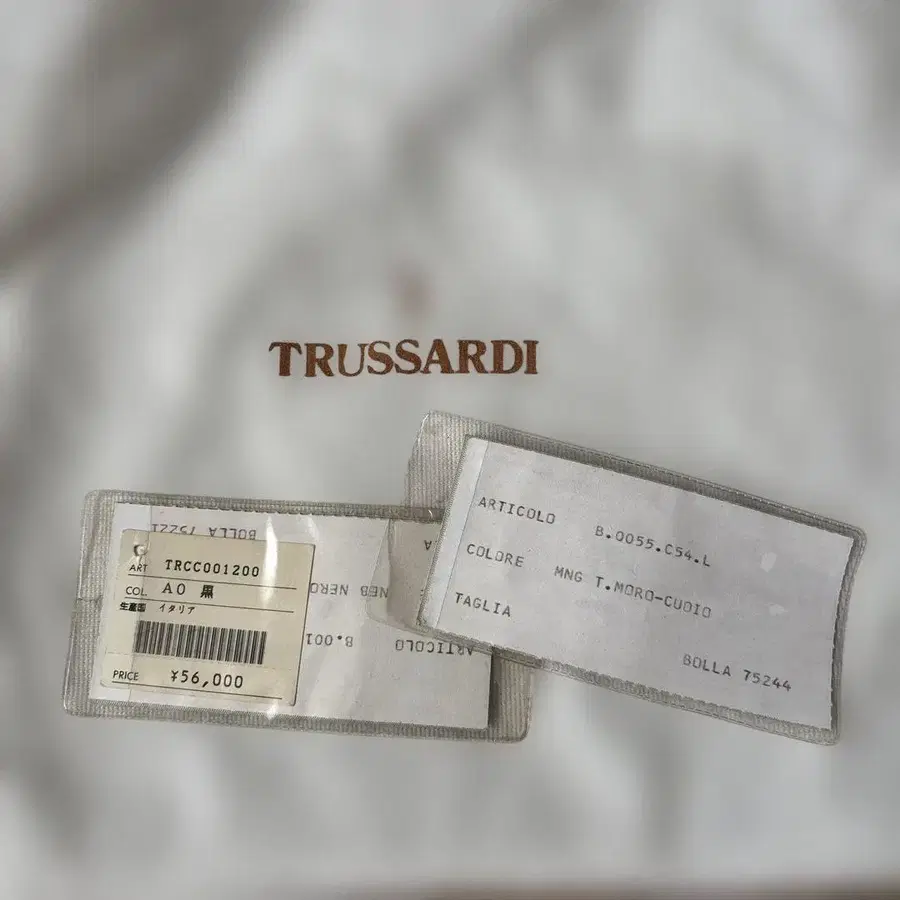 TRUSSARDI
ARTICOLO B.0055.C54.L
COLORE MNG T.MORO-CUOIO
TAGLIA
BOLLA 75244
BOLLA 75221
NEB NERO
ARTICOLO B.001
ART TRCC001200
COL A0 黒
生産国 イタリア
PRICE ¥56,000